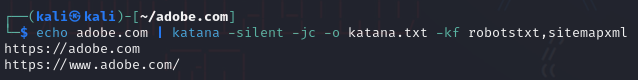 ┌──(kali㉿kali)-[~/adobe.com]
└─$ echo adobe.com | katana -silent -jc -o katana.txt -kf robotstxt,sitemapxml
https://adobe.com
https://www.adobe.com/